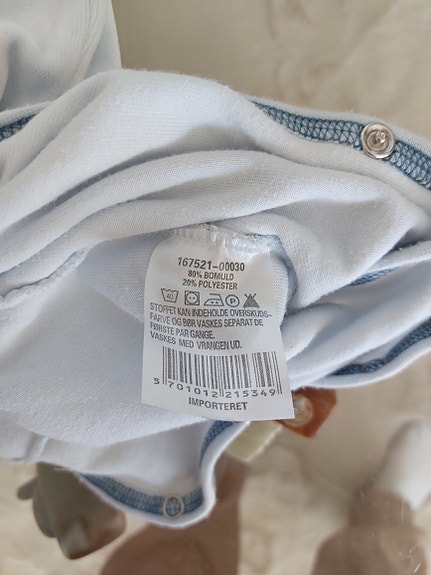 167521-00030
80% BOMULD
20% POLYESTER
40 P
STOFFET KAN INDEHOLDE OVERSKUDS-
FARVE OG BØR VASKES SEPARAT DE
FØRSTE PAR GANGE.
VASKES MED VRANGEN UD.
5 701012 215349
IMPORTERET